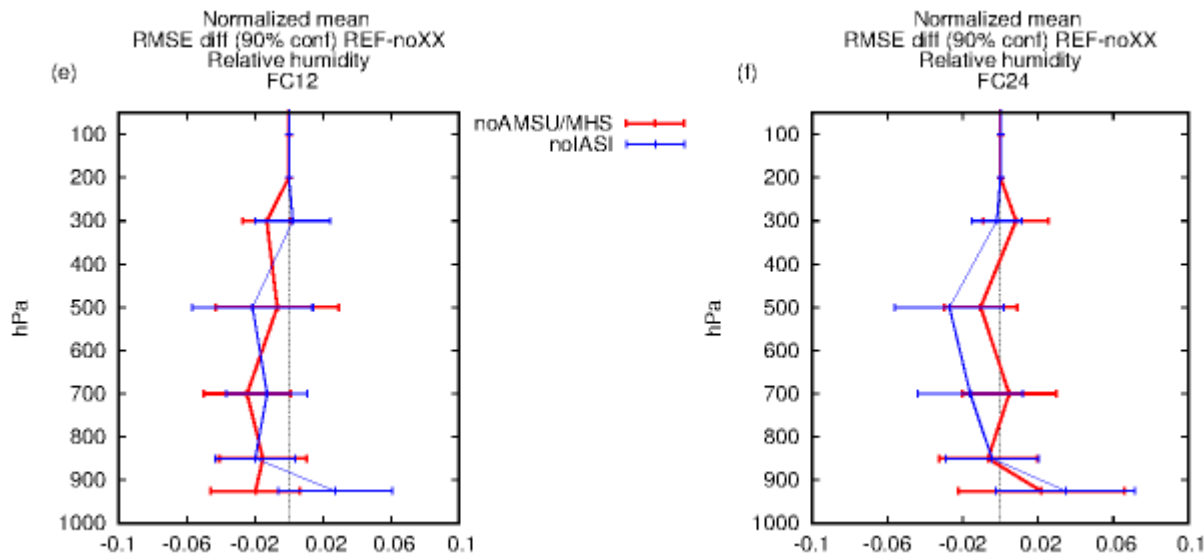 Normalized mean
RMSE diff (90% conf) REF-noXX
Relative humidity
(e)
FC12
noAMSU/MHS
noIASI
hPa
100
200
300
400
500
600
700
800
900
1000
-0.1
-0.06
-0.02
0.02
0.06
0.1
Normalized mean
RMSE diff (90% conf) REF-noXX
Relative humidity
(f)
FC24
hPa
100
200
300
400
500
600
700
800
900
1000
-0.1
-0.06
-0.02
0.02
0.06
0.1